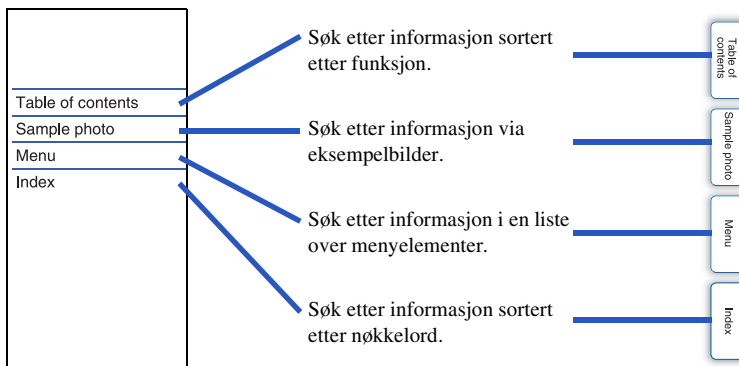 Table of contents
Sample photo
Menu
Index
Søk etter informasjon sortert
etter funksjon.
Søk etter informasjon via
eksempelbilder.
Søk etter informasjon i en liste
over menyelementer.
Søk etter informasjon sortert
etter nøkkelord.
Table of
contents
Sample photo
Menu
Index